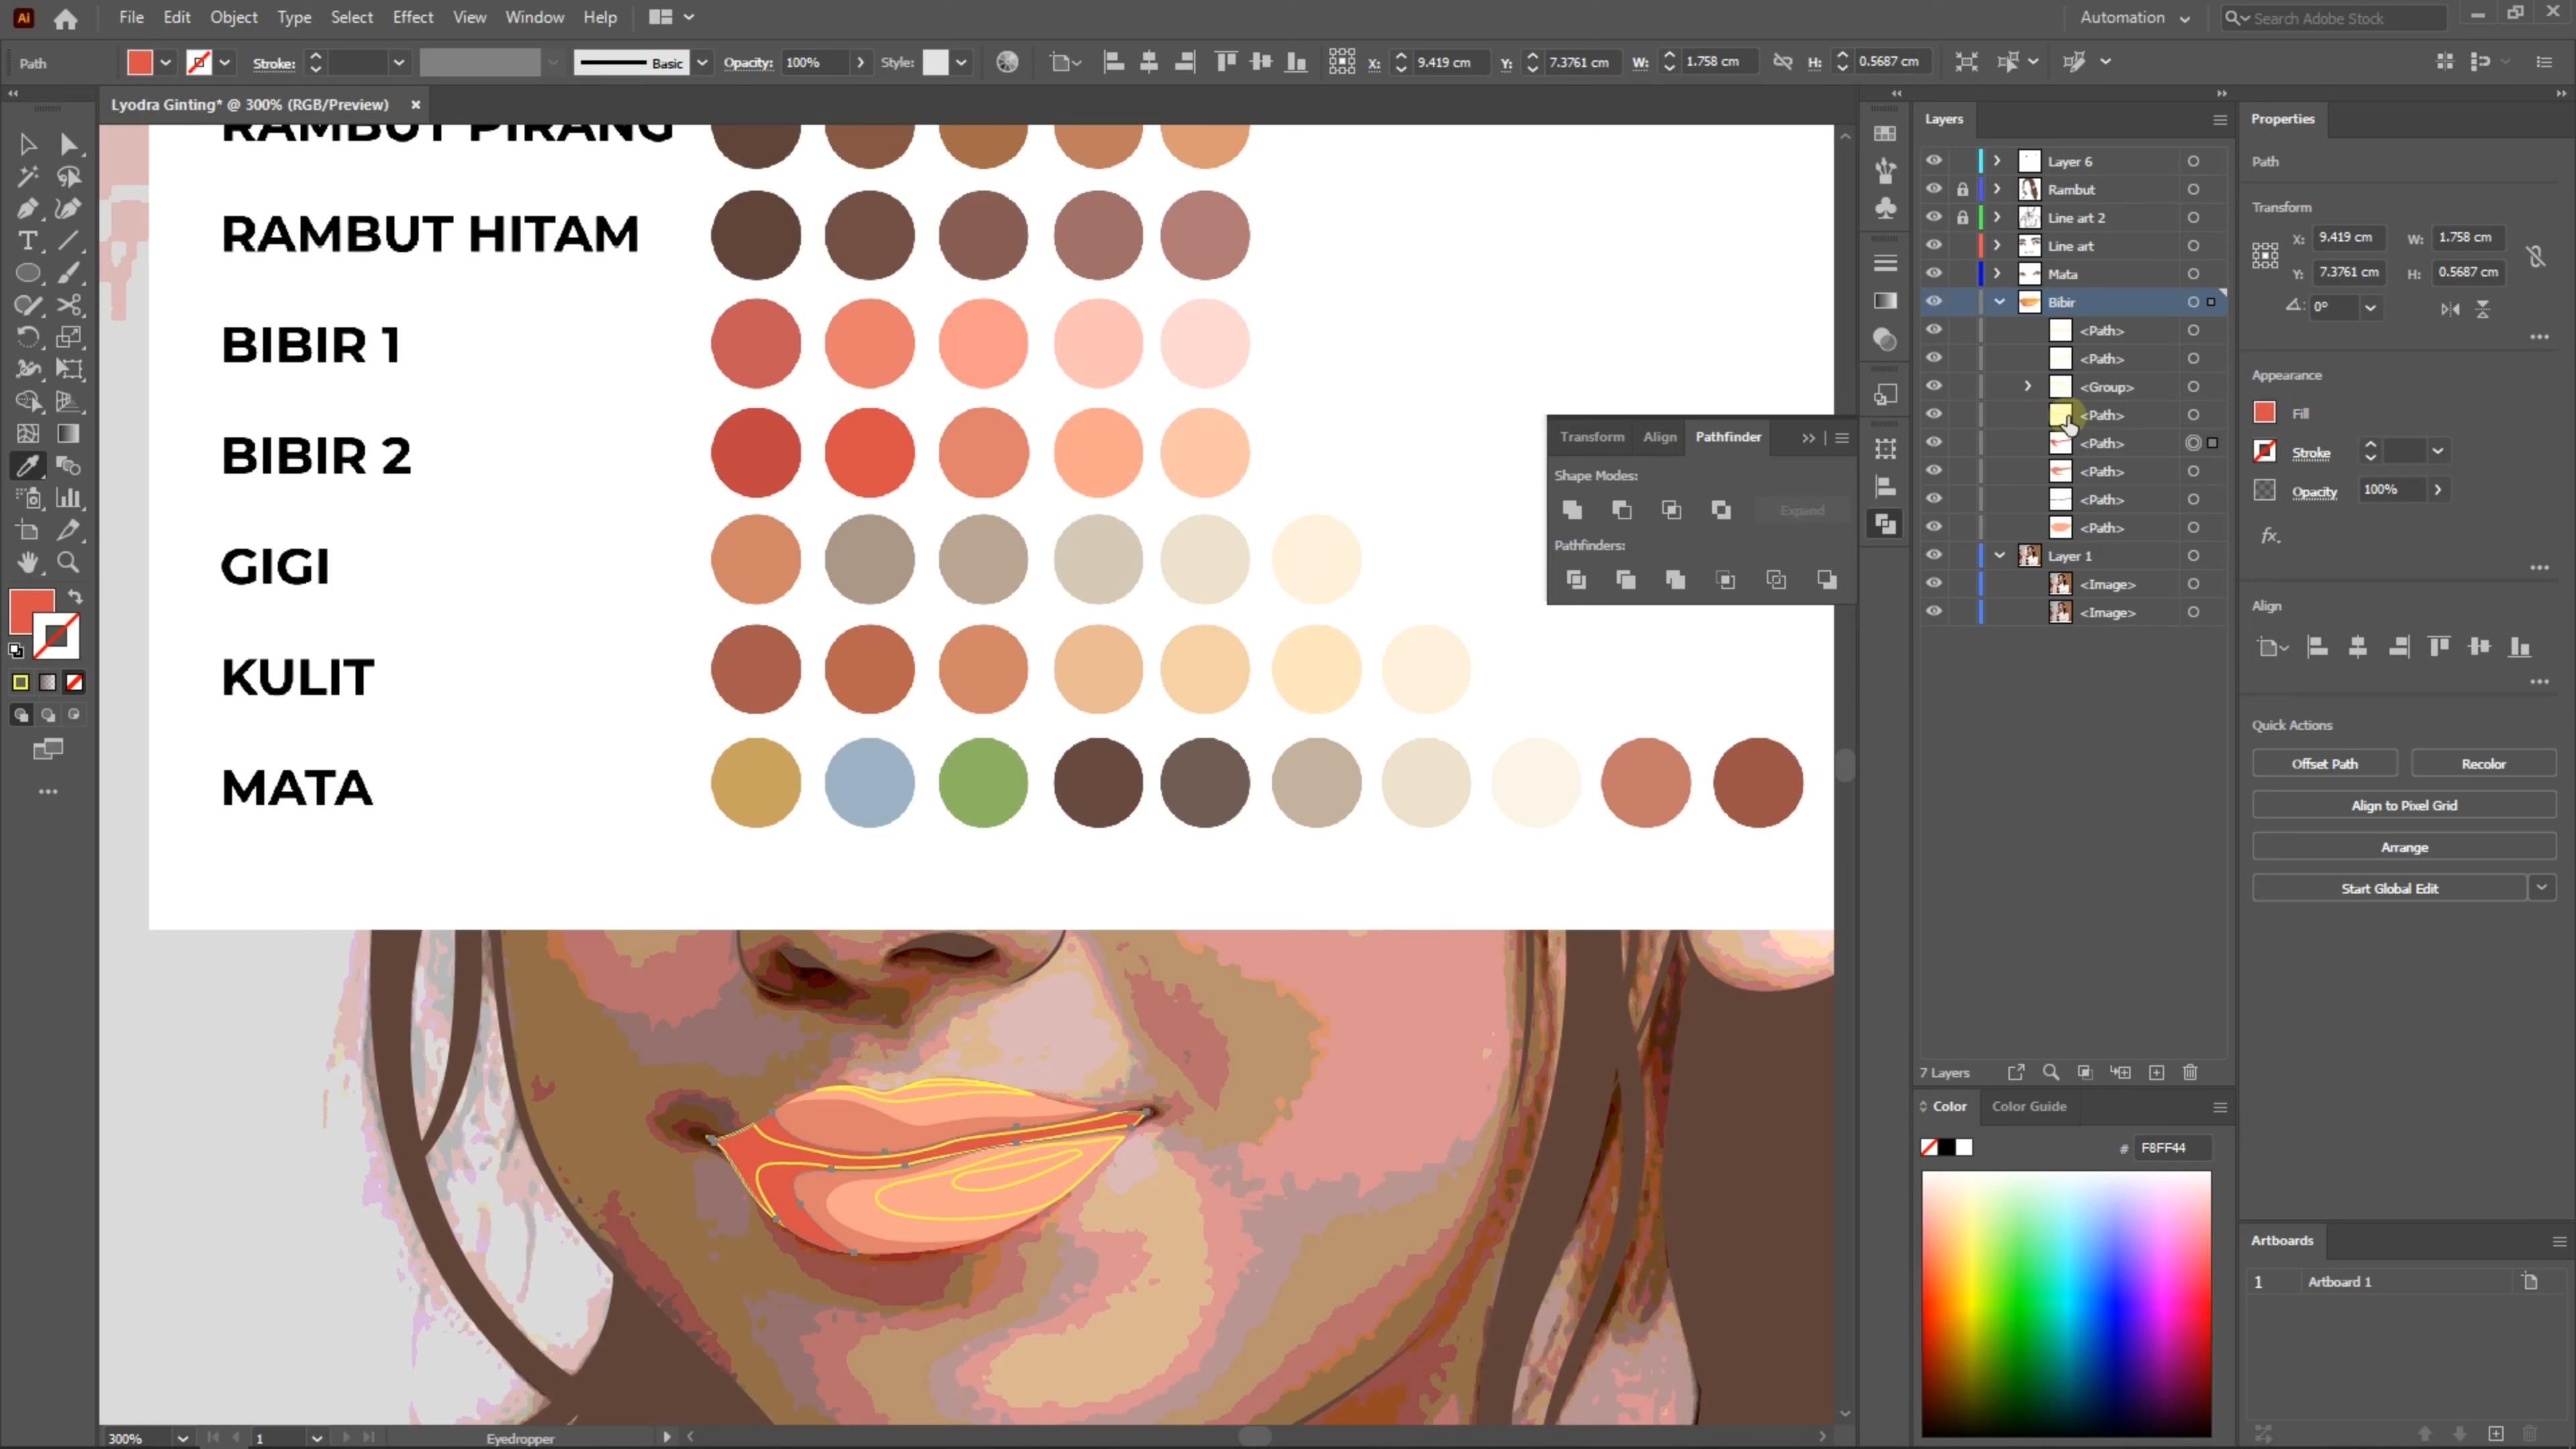 Ai File Edit Object Type Select Effect View Window Help Automation Search Adobe Stock
Path Stroke: Basic Opacity: 100% Style: X: 9.419 cm Y: 7.3761 cm W: 1.758 cm H: 0.5687 cm
Lyodra Ginting* @ 300% (RGB/Preview)
RAMBUT PIRANG
RAMBUT HITAM
BIBIR 1
BIBIR 2
GIGI
KULIT
MATA
Transform Align Pathfinder
Shape Modes:
Expand
Pathfinders:
Layers
Layer 6
Rambut
Line art 2
Line art
Mata
Bibir
<Path>
<Path>
<Group>
<Path>
<Path>
<Path>
<Path>
<Path>
Layer 1
<Image>
<Image>
7 Layers
Color Color Guide
# F8FF44
Properties
Path
Transform
X: 9.419 cm W: 1.758 cm
Y: 7.3761 cm H: 0.5687 cm
0°
Appearance
Fill
Stroke
Opacity 100%
fx.
Align
Quick Actions
Offset Path Recolor
Align to Pixel Grid
Arrange
Start Global Edit
Artboards
1 Artboard 1
300% 1 Eyedropper